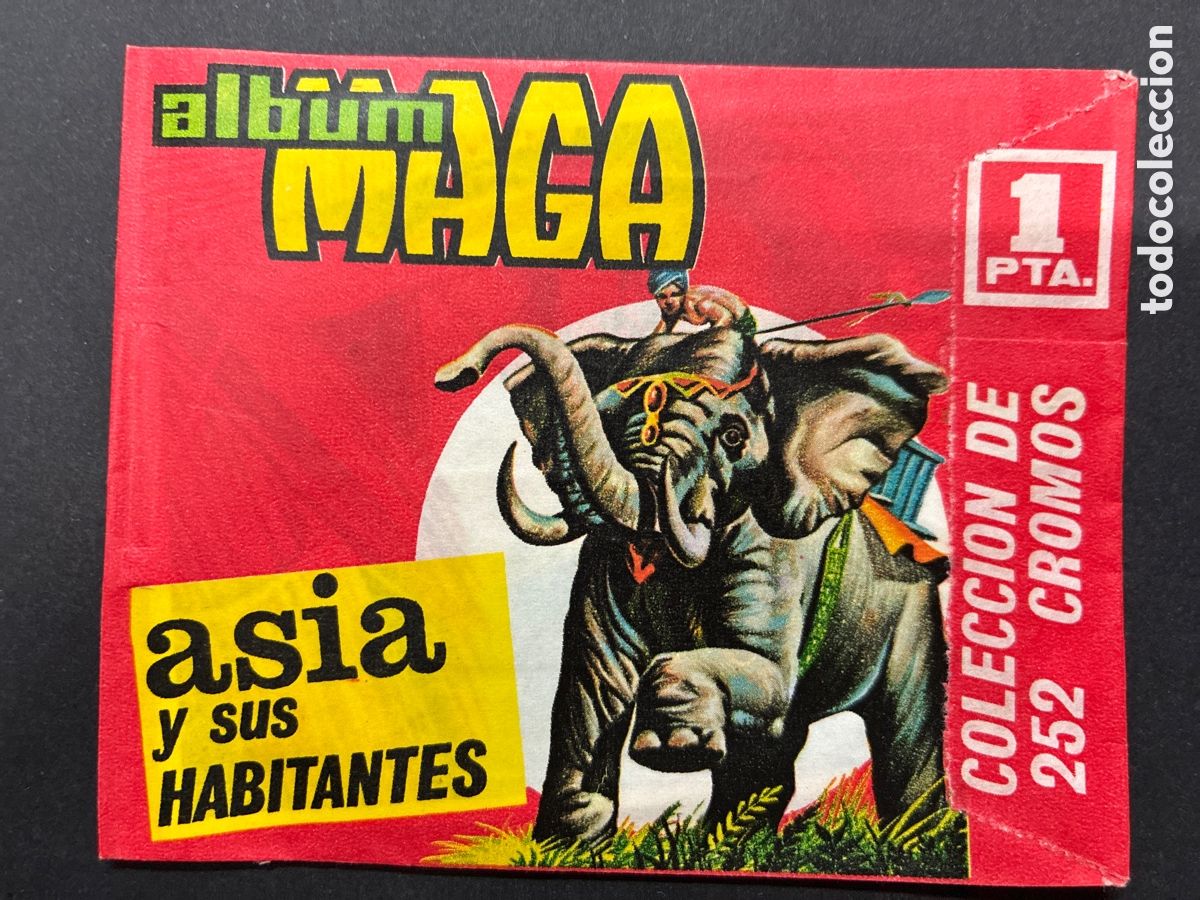 album
MAGA
1
PTA.
COLECCION DE
252 CROMOS
asia
y sus
HABITANTES
todocoleccion